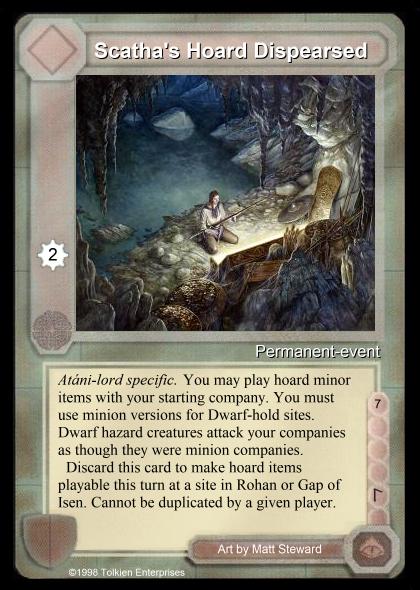 Scatha's Hoard Dispearsed
2
Permanent-event
Atáni-lord specific. You may play hoard minor
items with your starting company. You must
use minion versions for Dwarf-hold sites.
Dwarf hazard creatures attack your companies
as though they were minion companies.
Discard this card to make hoard items
playable this turn at a site in Rohan or Gap of
Isen. Cannot be duplicated by a given player.
7
Art by Matt Steward
©1998 Tolkien Enterprises